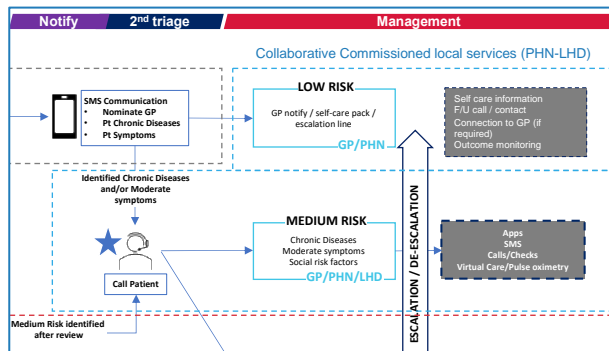 Notify
2nd triage
Management
Collaborative Commissioned local services (PHN-LHD)
SMS Communication
• Nominate GP
• Pt Chronic Diseases
• Pt Symptoms
LOW RISK
GP notify / self-care pack /
escalation line
GP/PHN
Self care information
F/U call / contact
Connection to GP (if
required)
Outcome monitoring
Identified Chronic Diseases
and/or Moderate
symptoms
Call Patient
MEDIUM RISK
Chronic Diseases
Moderate symptoms
Social risk factors
GP/PHN/LHD
ESCALATION / DE-ESCALATION
Apps
SMS
Calls/Checks
Virtual Care/Pulse oximetry
Medium Risk identified
after review